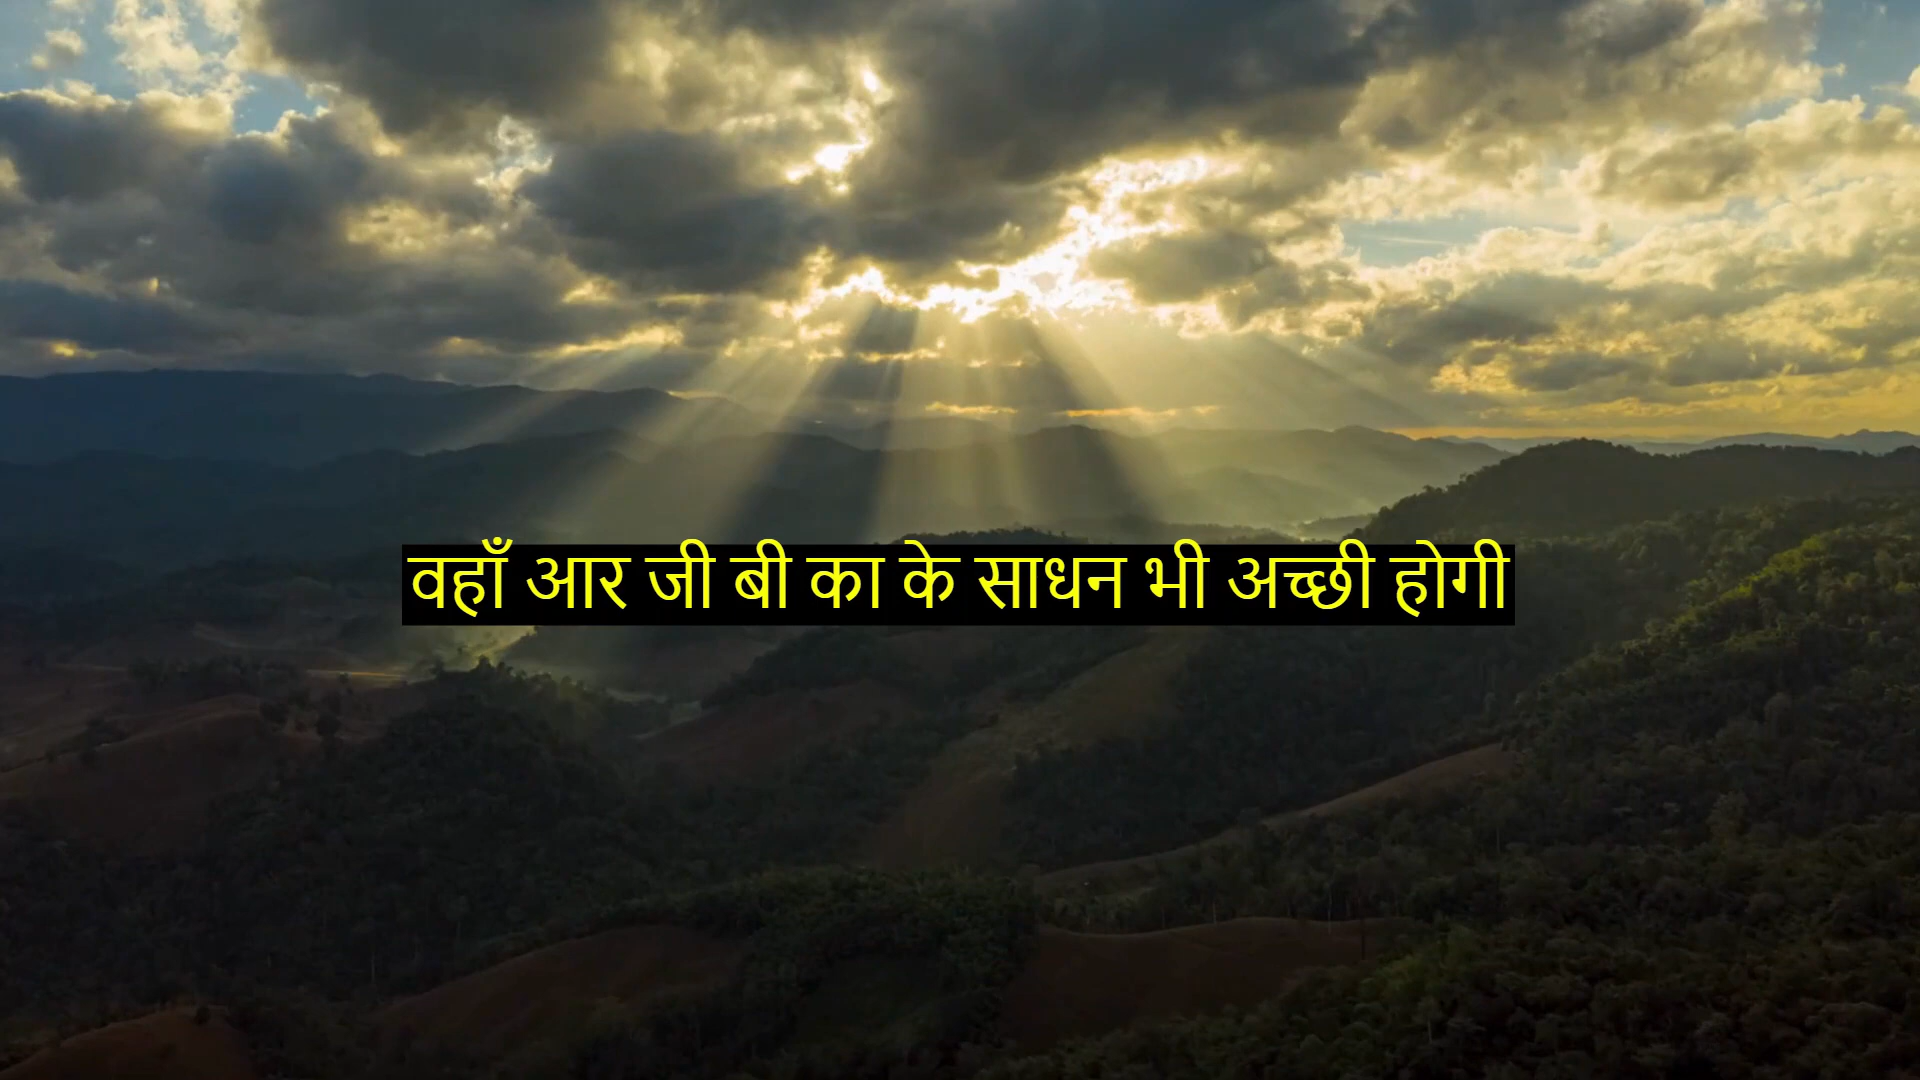 वहाँ आर जी बी का के साधन भी अच्छी होगी